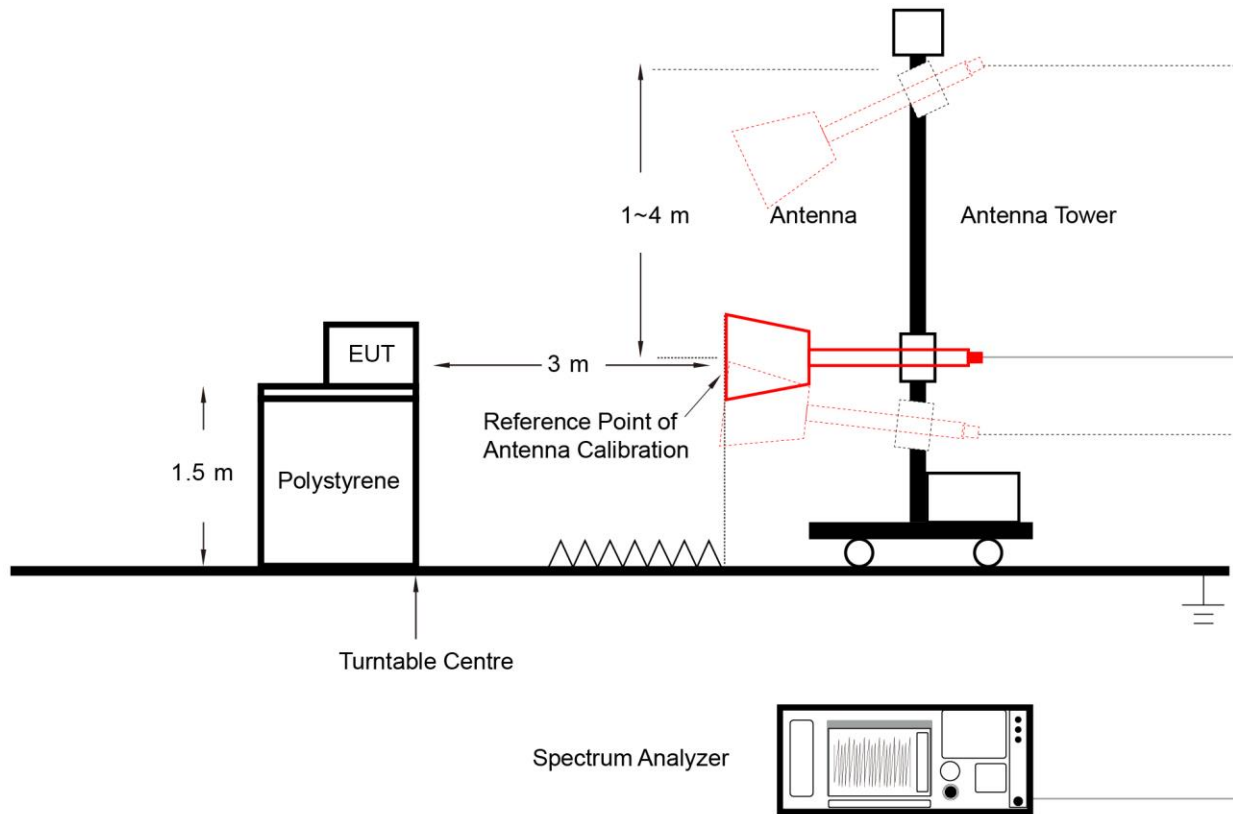 1~4 m
Antenna
Antenna Tower
EUT
3 m
Reference Point of
Antenna Calibration
1.5 m
Polystyrene
Turntable Centre
Spectrum Analyzer